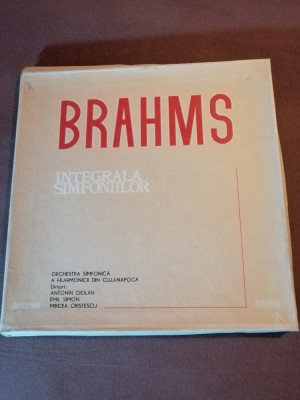 BRAHMS
INTEGRALA
SIMFONIILOR
ORCHESTRA SIMFONICĂ
A FILARMONICII DIN CLUJ-NAPOCA
Dirijori:
ANTONIN CIOLAN
EMIL SIMON
MIRCEA CRISTESCU